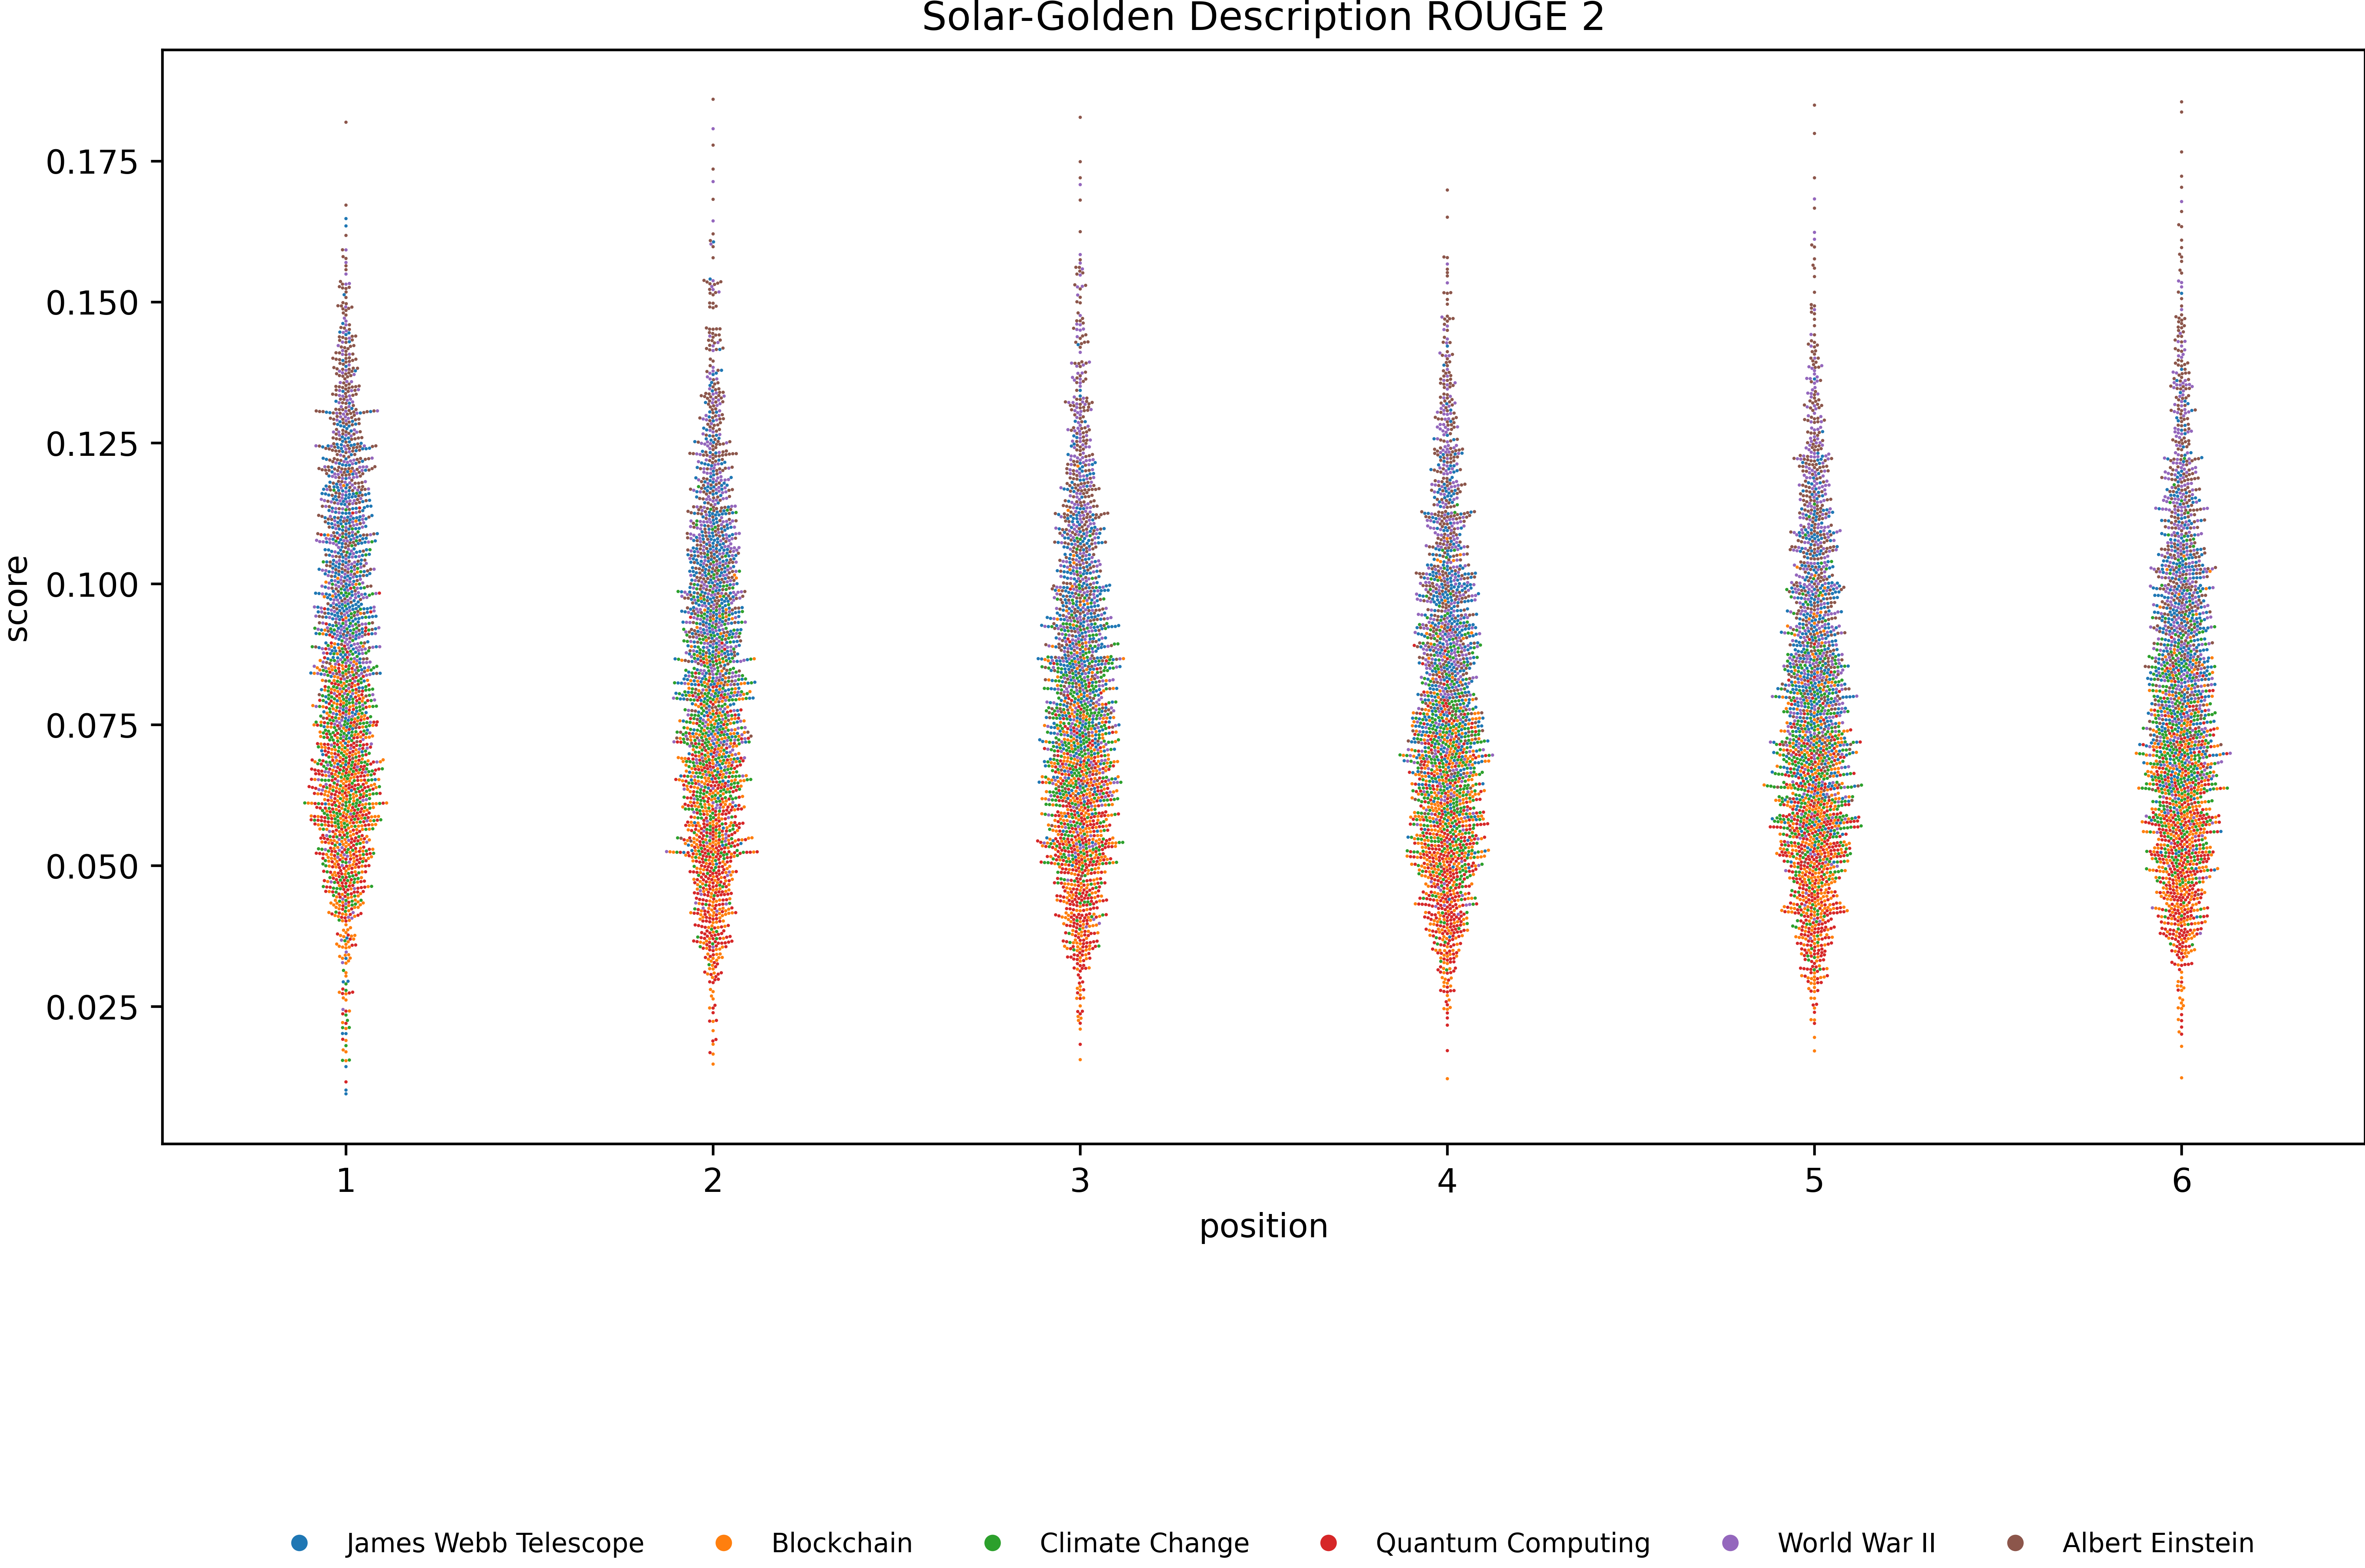 Solar-Golden Description ROUGE 2
0.175
0.150
0.125
0.100
0.075
0.050
0.025
score
1 2 3 4 5 6
position
James Webb Telescope Blockchain Climate Change Quantum Computing World War II Albert Einstein